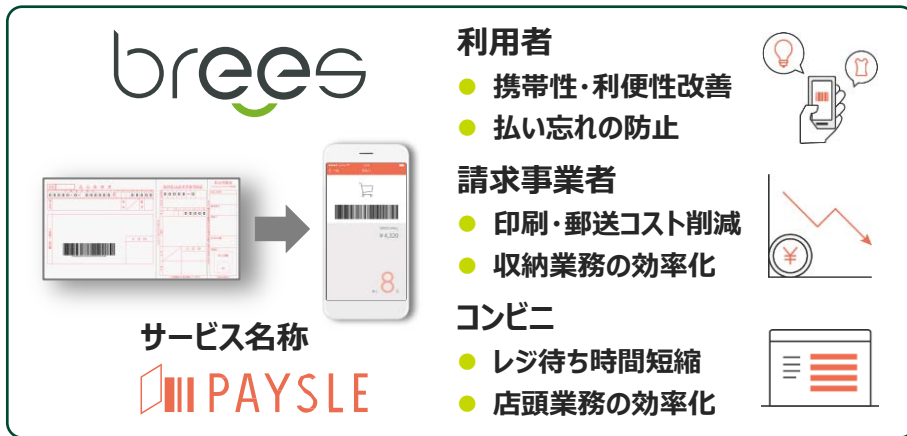 brees
サービス名称
PAYSLE
¥4,320
8
利用者
● 携帯性・利便性改善
● 払い忘れの防止
請求事業者
● 印刷・郵送コスト削減
● 収納業務の効率化
¥
コンビニ
● レジ待ち時間短縮
● 店頭業務の効率化